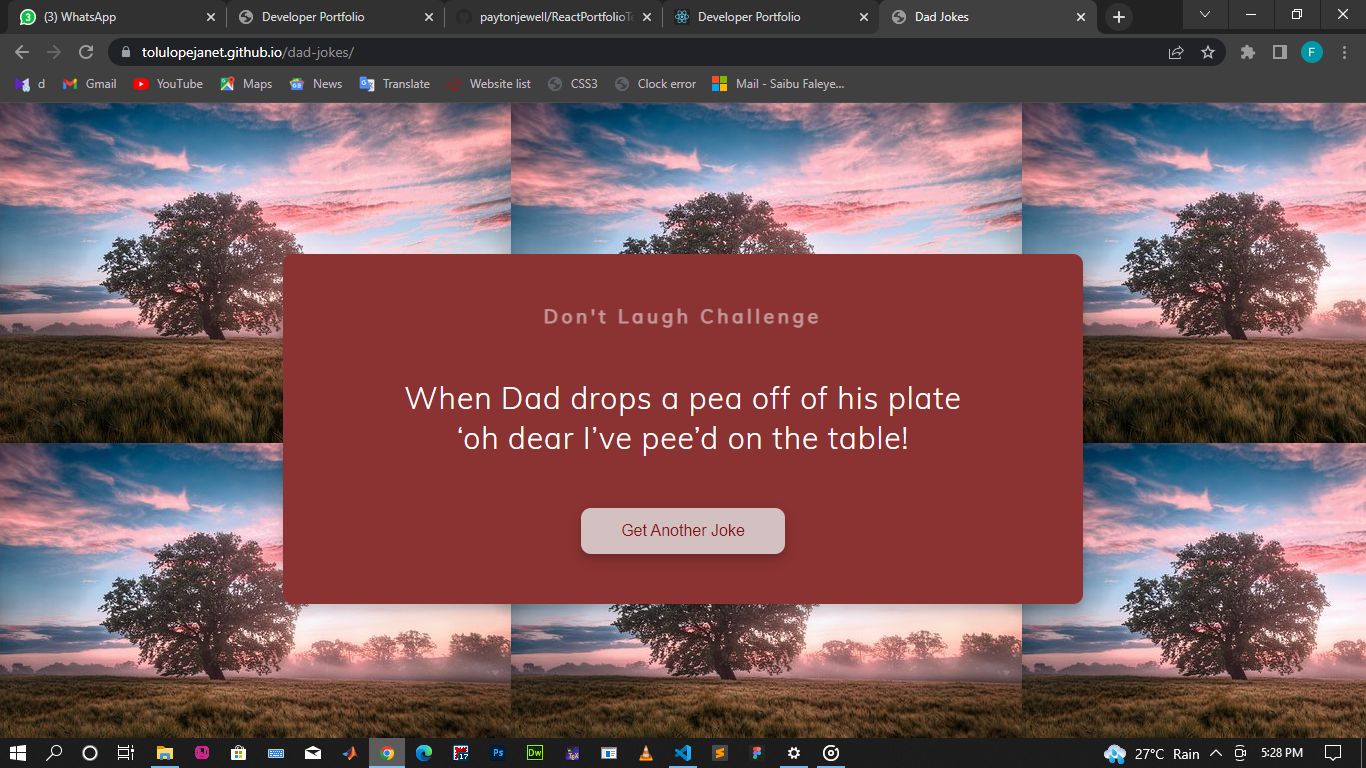 (3) WhatsApp
Developer Portfolio
paytonjewell/ReactPortfolioTe
Developer Portfolio
Dad Jokes
tolulopejanet.github.io/dad-jokes/
F
d
Gmail
YouTube
Maps
News
Translate
Website list
CSS3
Clock error
Mail - Saibu Faleye...
Don't Laugh Challenge
When Dad drops a pea off of his plate
‘oh dear I’ve pee’d on the table!
Get Another Joke
Ps
Dw
27°C Rain
5:28 PM